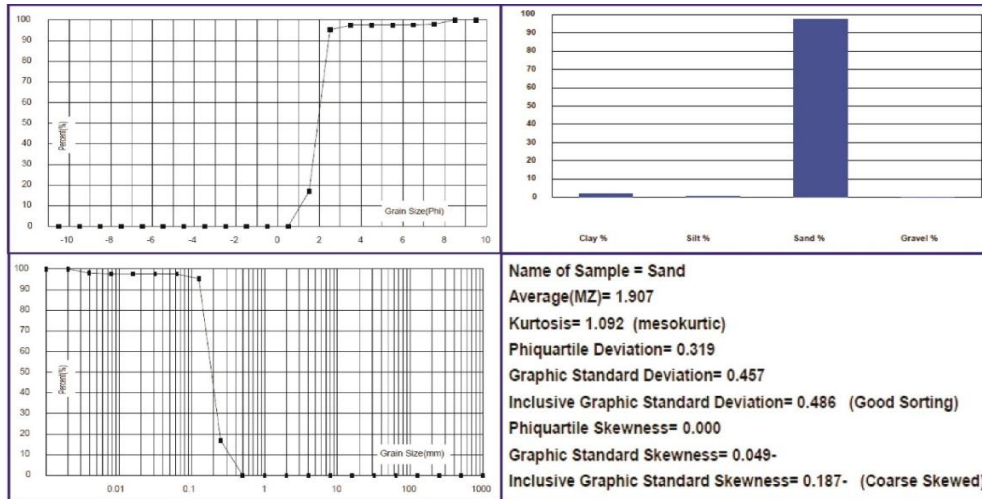 100
90
80
70
60
50
40
30
20
10
0
Percent(%)
Grain Size(Phi)
-10 -8 -6 -4 -2 0 2 4 6 8 10
100
90
80
70
60
50
40
30
20
10
0
Clay % Silt % Sand % Gravel %
100
90
80
70
60
50
40
30
20
10
0
Percent(%)
Grain Size(mm)
0.01 0.1 1 10 100 1000
Name of Sample = Sand
Average(MZ)= 1.907
Kurtosis= 1.092 (mesokurtic)
Phiquartile Deviation= 0.319
Graphic Standard Deviation= 0.457
Inclusive Graphic Standard Deviation= 0.486 (Good Sorting)
Phiquartile Skewness= 0.000
Graphic Standard Skewness= 0.049-
Inclusive Graphic Standard Skewness= 0.187- (Coarse Skewed)